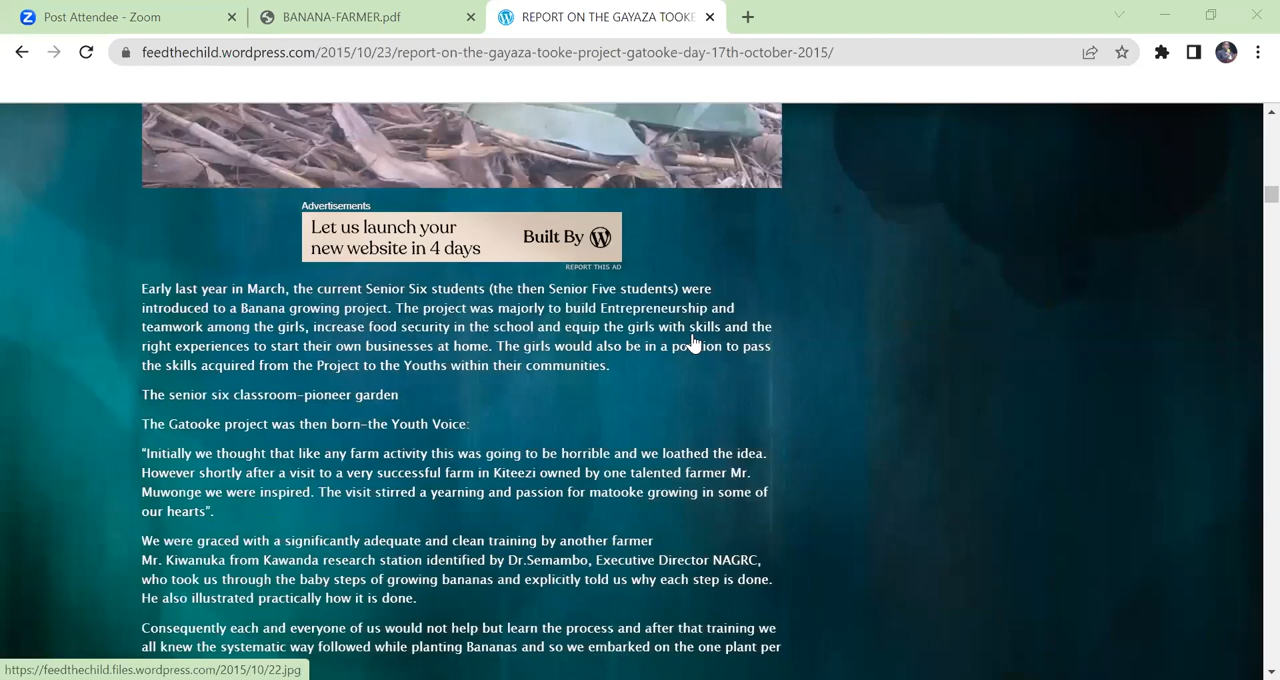 Post Attendee - Zoom
BANANA-FARMER.pdf
REPORT ON THE GAYAZA TOOKE
feedthechild.wordpress.com/2015/10/23/report-on-the-gayaza-tooke-project-gatooke-day-17th-october-2015/
Advertisements
Let us launch your
new website in 4 days
Built By
REPORT THIS AD
Early last year in March, the current Senior Six students (the then Senior Five students) were
introduced to a Banana growing project. The project was majorly to build Entrepreneurship and
teamwork among the girls, increase food security in the school and equip the girls with skills and the
right experiences to start their own businesses at home. The girls would also be in a position to pass
the skills acquired from the Project to the Youths within their communities.
The senior six classroom-pioneer garden
The Gatooke project was then born-the Youth Voice:
"Initially we thought that like any farm activity this was going to be horrible and we loathed the idea.
However shortly after a visit to a very successful farm in Kiteezi owned by one talented farmer Mr.
Muwonge we were inspired. The visit stirred a yearning and passion for matooke growing in some of
our hearts".
We were graced with a significantly adequate and clean training by another farmer
Mr. Kiwanuka from Kawanda research station identified by Dr.Semambo, Executive Director NAGRC,
who took us through the baby steps of growing bananas and explicitly told us why each step is done.
He also illustrated practically how it is done.
Consequently each and everyone of us would not help but learn the process and after that training we
all knew the systematic way followed while planting Bananas and so we embarked on the one plant per
https://feedthechild.files.wordpress.com/2015/10/22.jpg